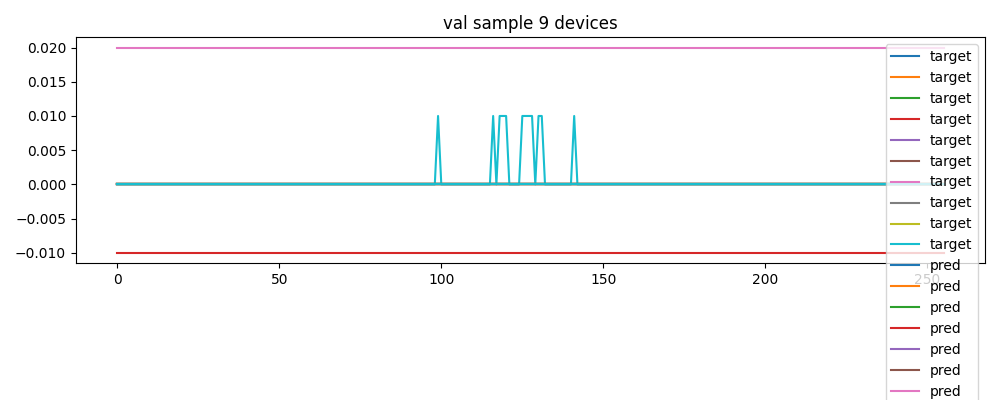 val sample 9 devices
0.020
0.015
0.010
0.005
0.000
−0.005
−0.010
0
50
100
150
200
250
target
target
target
target
target
target
target
target
target
target
pred
pred
pred
pred
pred
pred
pred